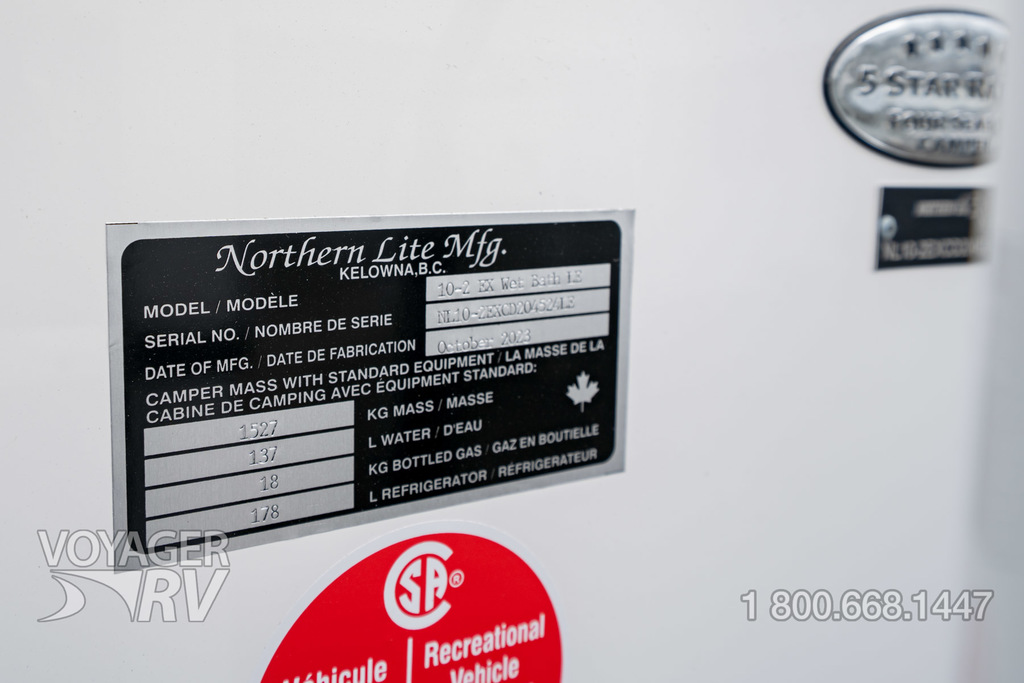 Northern Lite Mfg.
KELOWNA, B.C.
MODEL / MODÈLE 10-2 EX Wet Bath LE
SERIAL NO. / NOMBRE DE SERIE
DATE OF MFG. / DATE DE FABRICATION October 2023
CAMPER MASS WITH STANDARD EQUIPMENT / LA MASSE DE LA
CABINE DE CAMPING AVEC ÉQUIPMENT STANDARD:
1527 KG MASS / MASSE
137 L WATER / D'EAU
18 KG BOTTLED GAS / GAZ EN BOUTIELLE
178 L REFRIGERATOR / RÉFRIGERATEUR
5 STAR
CSA ®
Véhicule
Recreational
Vehicle
VOYAGER
RV
1 800.668.1447